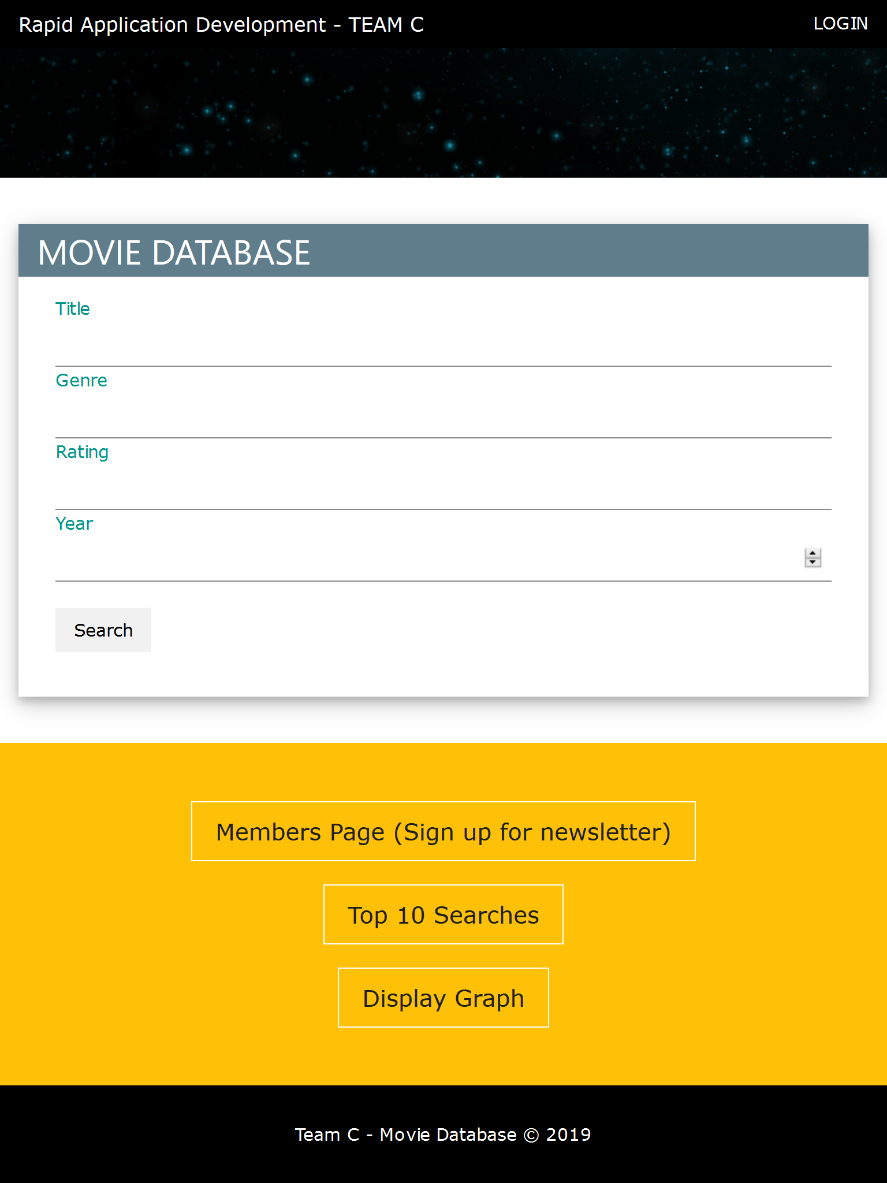 Rapid Application Development - TEAM C
LOGIN
MOVIE DATABASE
Title
Genre
Rating
Year
Search
Members Page (Sign up for newsletter)
Top 10 Searches
Display Graph
Team C - Movie Database © 2019